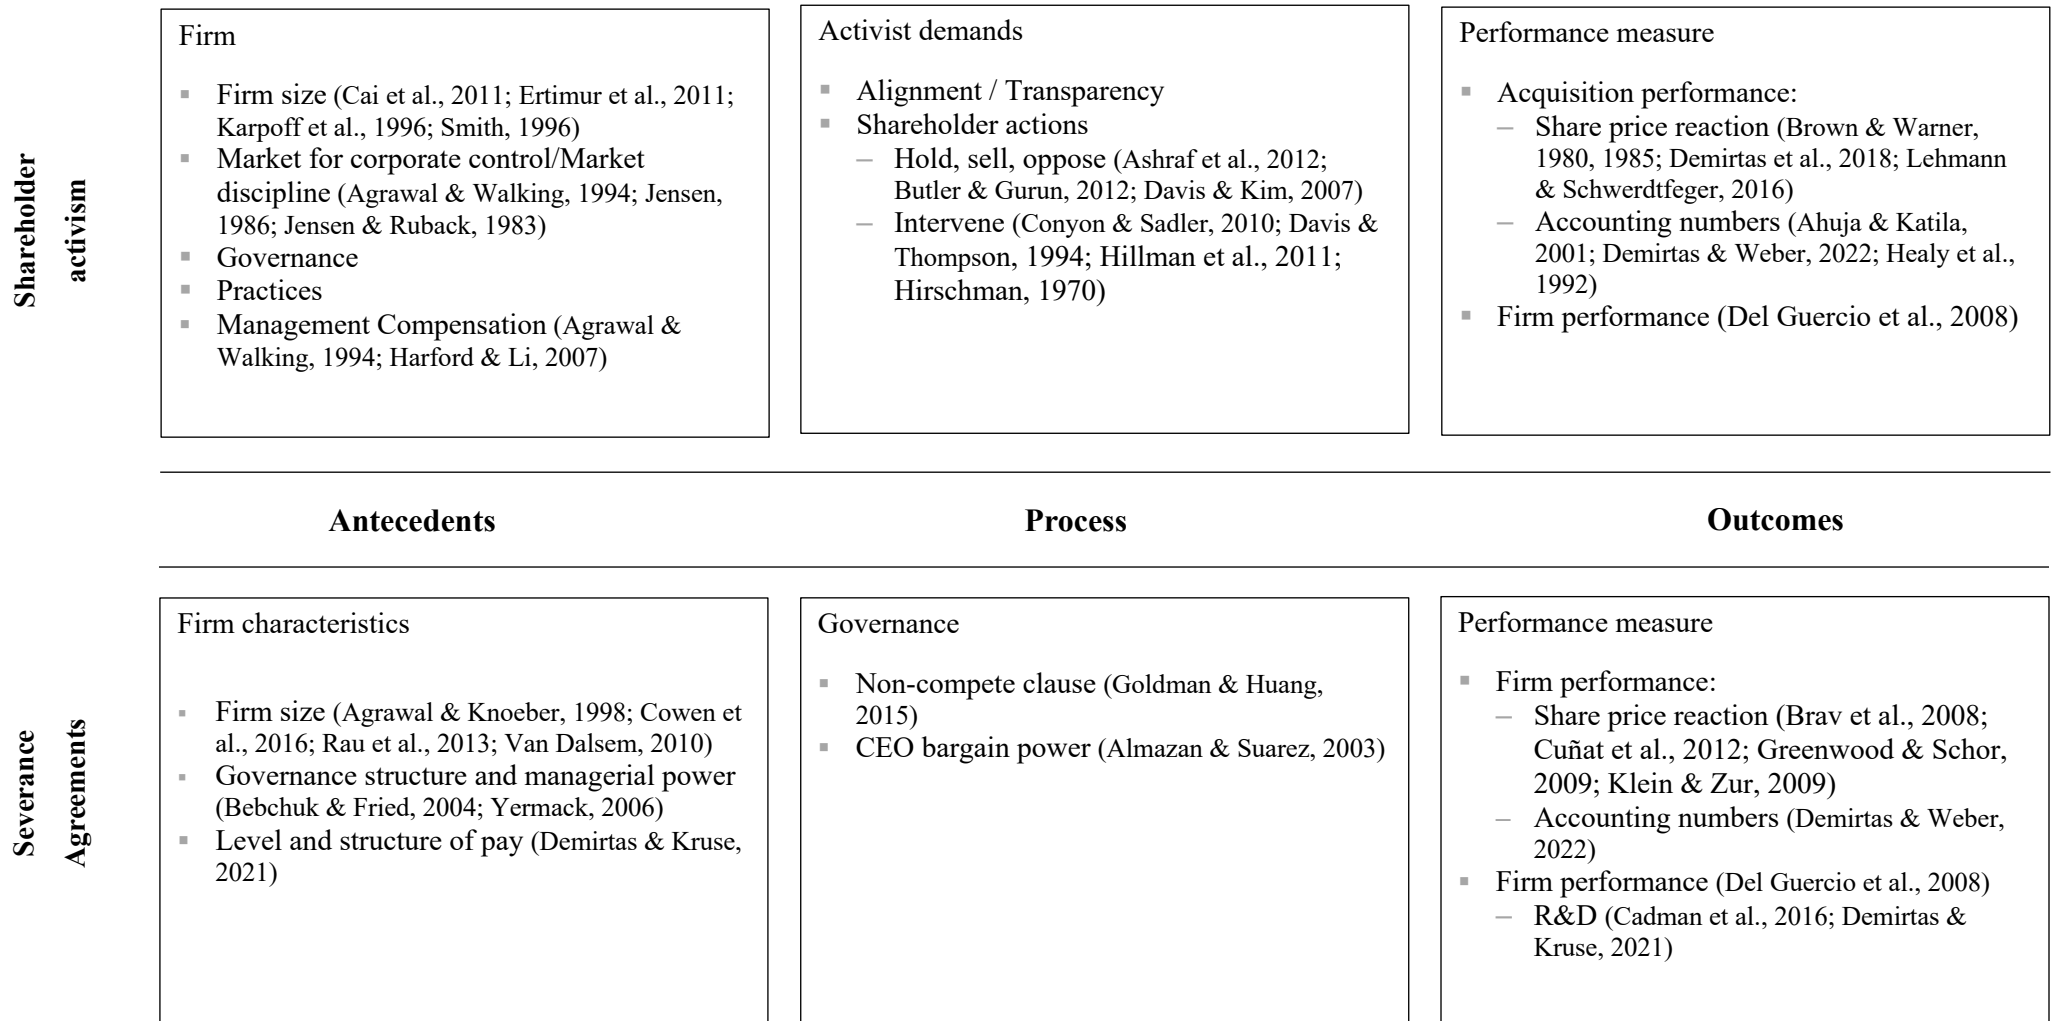 Shareholder
activism
Firm
▪ Firm size (Cai et al., 2011; Ertimur et al., 2011;
Karpoff et al., 1996; Smith, 1996)
▪ Market for corporate control/Market
discipline (Agrawal & Walking, 1994; Jensen,
1986; Jensen & Ruback, 1983)
▪ Governance
▪ Practices
▪ Management Compensation (Agrawal &
Walking, 1994; Harford & Li, 2007)
Activist demands
▪ Alignment / Transparency
▪ Shareholder actions
– Hold, sell, oppose (Ashraf et al., 2012;
Butler & Gurun, 2012; Davis & Kim, 2007)
– Intervene (Conyon & Sadler, 2010; Davis &
Thompson, 1994; Hillman et al., 2011;
Hirschman, 1970)
Performance measure
▪ Acquisition performance:
– Share price reaction (Brown & Warner,
1980, 1985; Demirtas et al., 2018; Lehmann
& Schwerdtfeger, 2016)
– Accounting numbers (Ahuja & Katila,
2001; Demirtas & Weber, 2022; Healy et al.,
1992)
▪ Firm performance (Del Guercio et al., 2008)
Antecedents
Process
Outcomes
Severance
Agreements
Firm characteristics
▪ Firm size (Agrawal & Knoeber, 1998; Cowen et
al., 2016; Rau et al., 2013; Van Dalsem, 2010)
▪ Governance structure and managerial power
(Bebchuk & Fried, 2004; Yermack, 2006)
▪ Level and structure of pay (Demirtas & Kruse,
2021)
Governance
▪ Non-compete clause (Goldman & Huang,
2015)
▪ CEO bargain power (Almazan & Suarez, 2003)
Performance measure
▪ Firm performance:
– Share price reaction (Brav et al., 2008;
Cuñat et al., 2012; Greenwood & Schor,
2009; Klein & Zur, 2009)
– Accounting numbers (Demirtas & Weber,
2022)
▪ Firm performance (Del Guercio et al., 2008)
– R&D (Cadman et al., 2016; Demirtas &
Kruse, 2021)